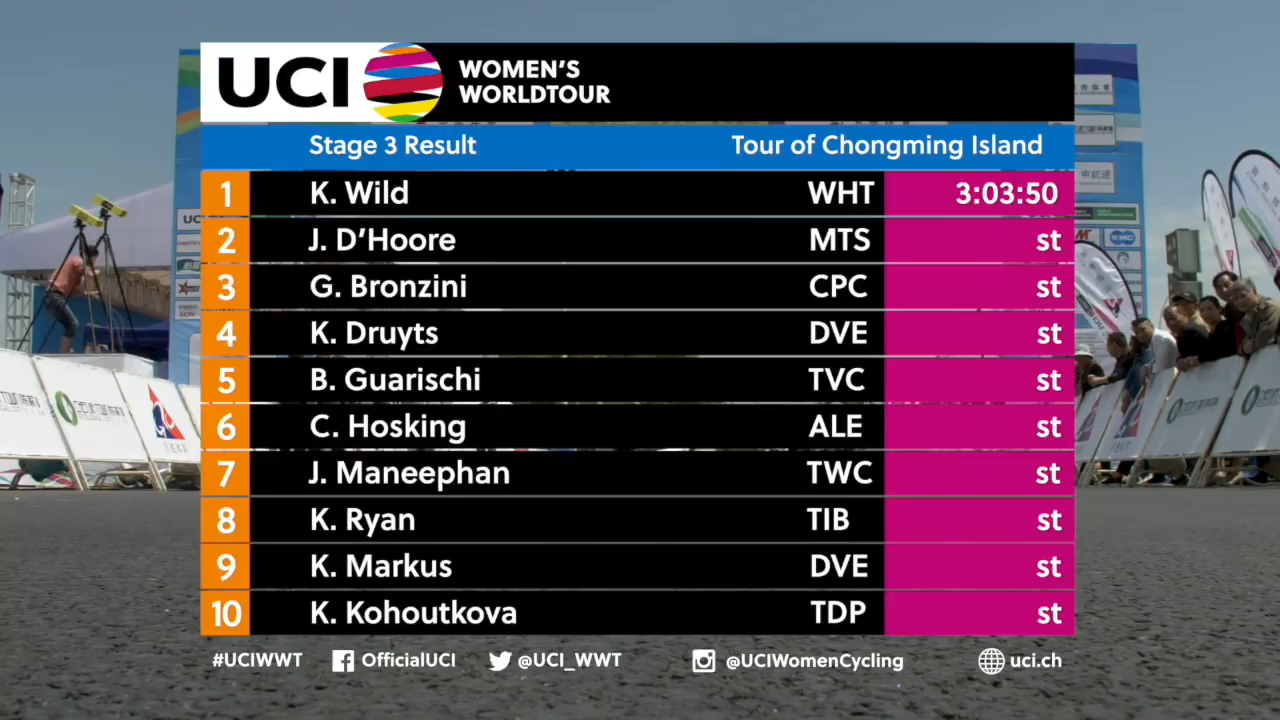 UCI WOMEN'S
WORLDTOUR
Stage 3 Result Tour of Chongming Island
1 K. Wild WHT 3:03:50
2 J. D'Hoore MTS st
3 G. Bronzini CPC st
4 K. Druyts DVE st
5 B. Guarischi TVC st
6 C. Hosking ALE st
7 J. Maneephan TWC st
8 K. Ryan TIB st
9 K. Markus DVE st
10 K. Kohoutkova TDP st
#UCIWWT OfficialUCI @UCI_WWT @UCIWomenCycling uci.ch